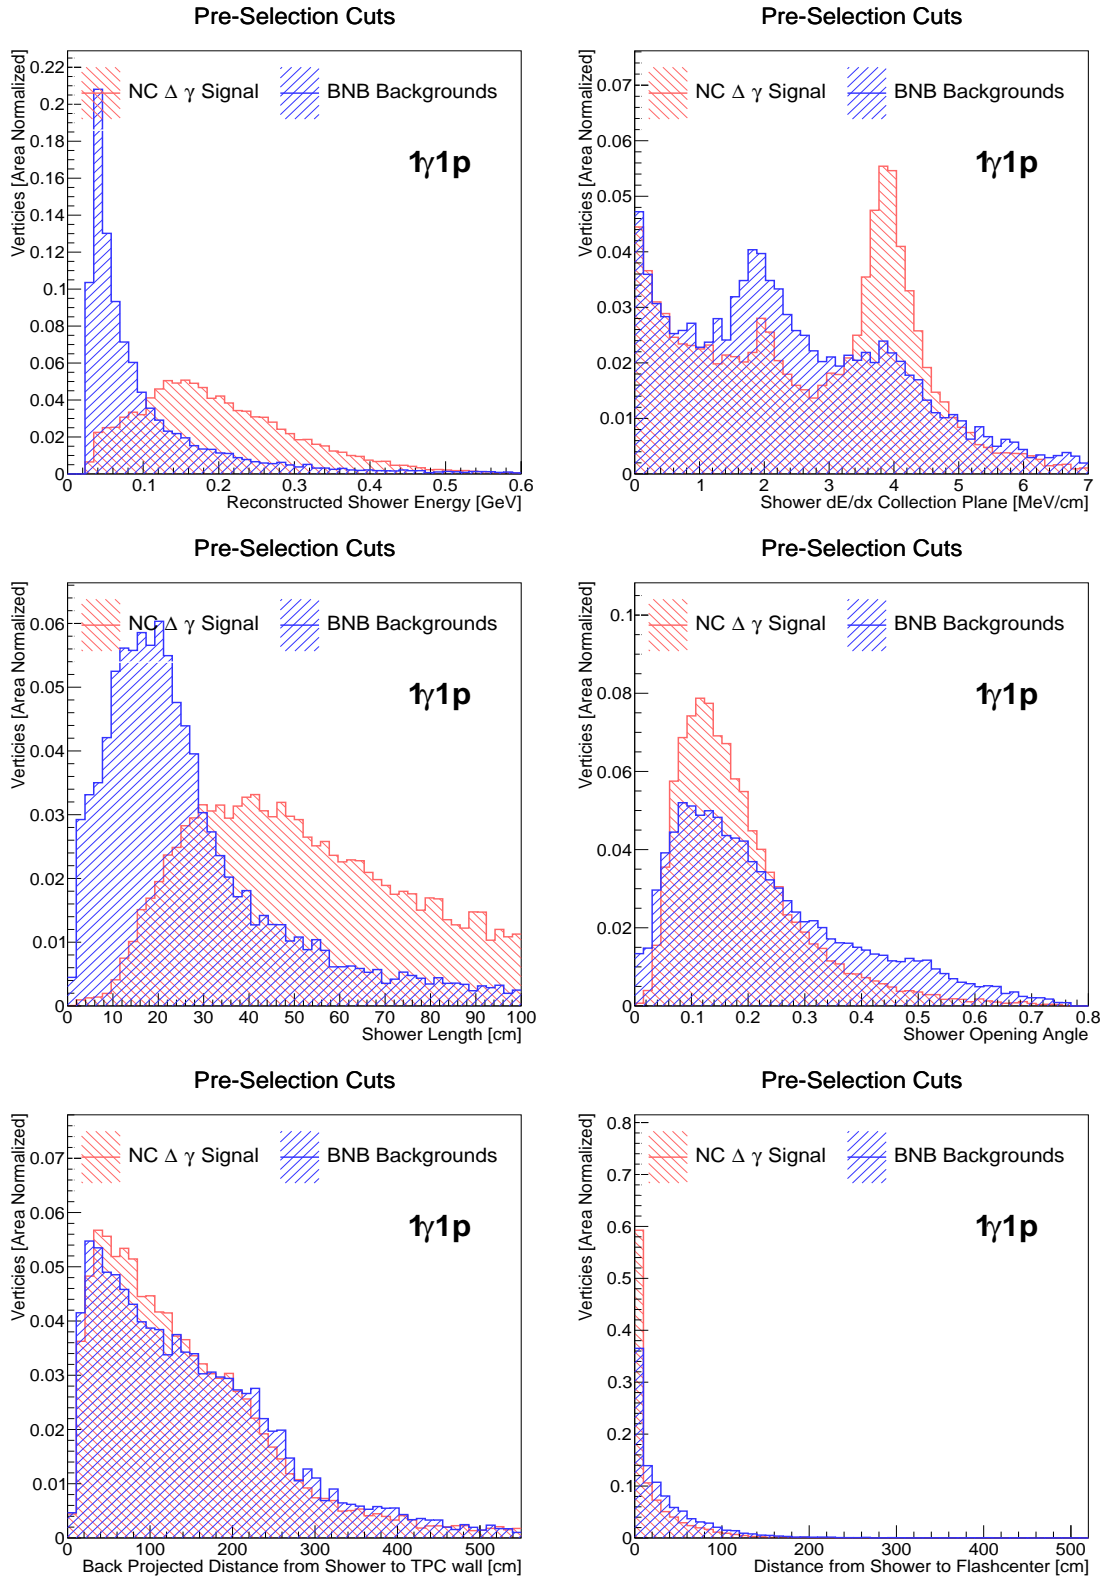 Pre-Selection Cuts
Verticies [Area Normalized]
0.22
0.2
0.18
0.16
0.14
0.12
0.1
0.08
0.06
0.04
0.02
0
NC Δ γ Signal
BNB Backgrounds
1γ1p
0 0.1 0.2 0.3 0.4 0.5 0.6
Reconstructed Shower Energy [GeV]
Pre-Selection Cuts
Verticies [Area Normalized]
0.07
0.06
0.05
0.04
0.03
0.02
0.01
0
NC Δ γ Signal
BNB Backgrounds
1γ1p
0 1 2 3 4 5 6 7
Shower dE/dx Collection Plane [MeV/cm]
Pre-Selection Cuts
Verticies [Area Normalized]
0.06
0.05
0.04
0.03
0.02
0.01
0
NC Δ γ Signal
BNB Backgrounds
1γ1p
0 10 20 30 40 50 60 70 80 90 100
Shower Length [cm]
Pre-Selection Cuts
Verticies [Area Normalized]
0.1
0.08
0.06
0.04
0.02
0
NC Δ γ Signal
BNB Backgrounds
1γ1p
0 0.1 0.2 0.3 0.4 0.5 0.6 0.7 0.8
Shower Opening Angle
Pre-Selection Cuts
Verticies [Area Normalized]
0.07
0.06
0.05
0.04
0.03
0.02
0.01
0
NC Δ γ Signal
BNB Backgrounds
1γ1p
0 100 200 300 400 500
Back Projected Distance from Shower to TPC wall [cm]
Pre-Selection Cuts
Verticies [Area Normalized]
0.8
0.7
0.6
0.5
0.4
0.3
0.2
0.1
0
NC Δ γ Signal
BNB Backgrounds
1γ1p
0 100 200 300 400 500
Distance from Shower to Flashcenter [cm]